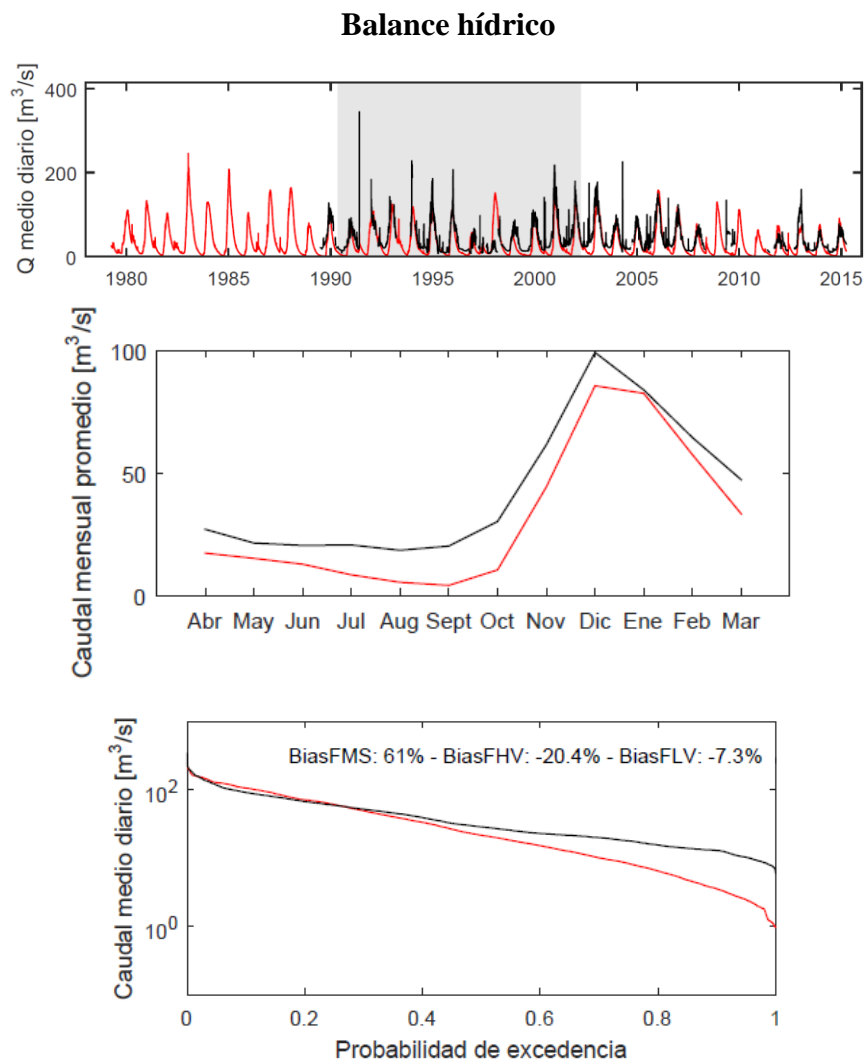 Balance hídrico
Q medio diario [m³/s]
400
200
0
1980 1985 1990 1995 2000 2005 2010 2015
Caudal mensual promedio [m³/s]
100
50
0
Abr May Jun Jul Aug Sept Oct Nov Dic Ene Feb Mar
Caudal medio diario [m³/s]
BiasFMS: 61% - BiasFHV: -20.4% - BiasFLV: -7.3%
10²
10⁰
0 0.2 0.4 0.6 0.8 1
Probabilidad de excedencia